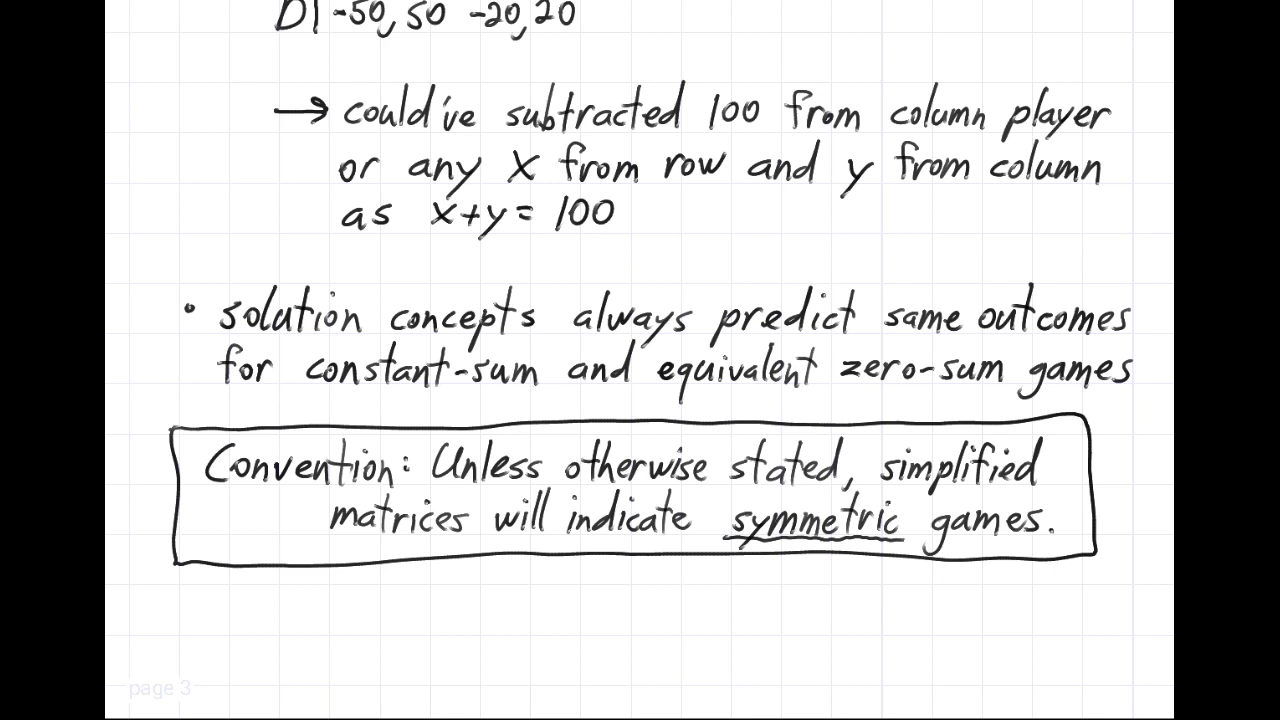 D| -50, 50 -20, 20
→ could've subtracted 100 from column player
or any x from row and y from column
as x+y = 100
• solution concepts always predict same outcomes
for constant-sum and equivalent zero-sum games
Convention: Unless otherwise stated, simplified
matrices will indicate symmetric games.
page 3